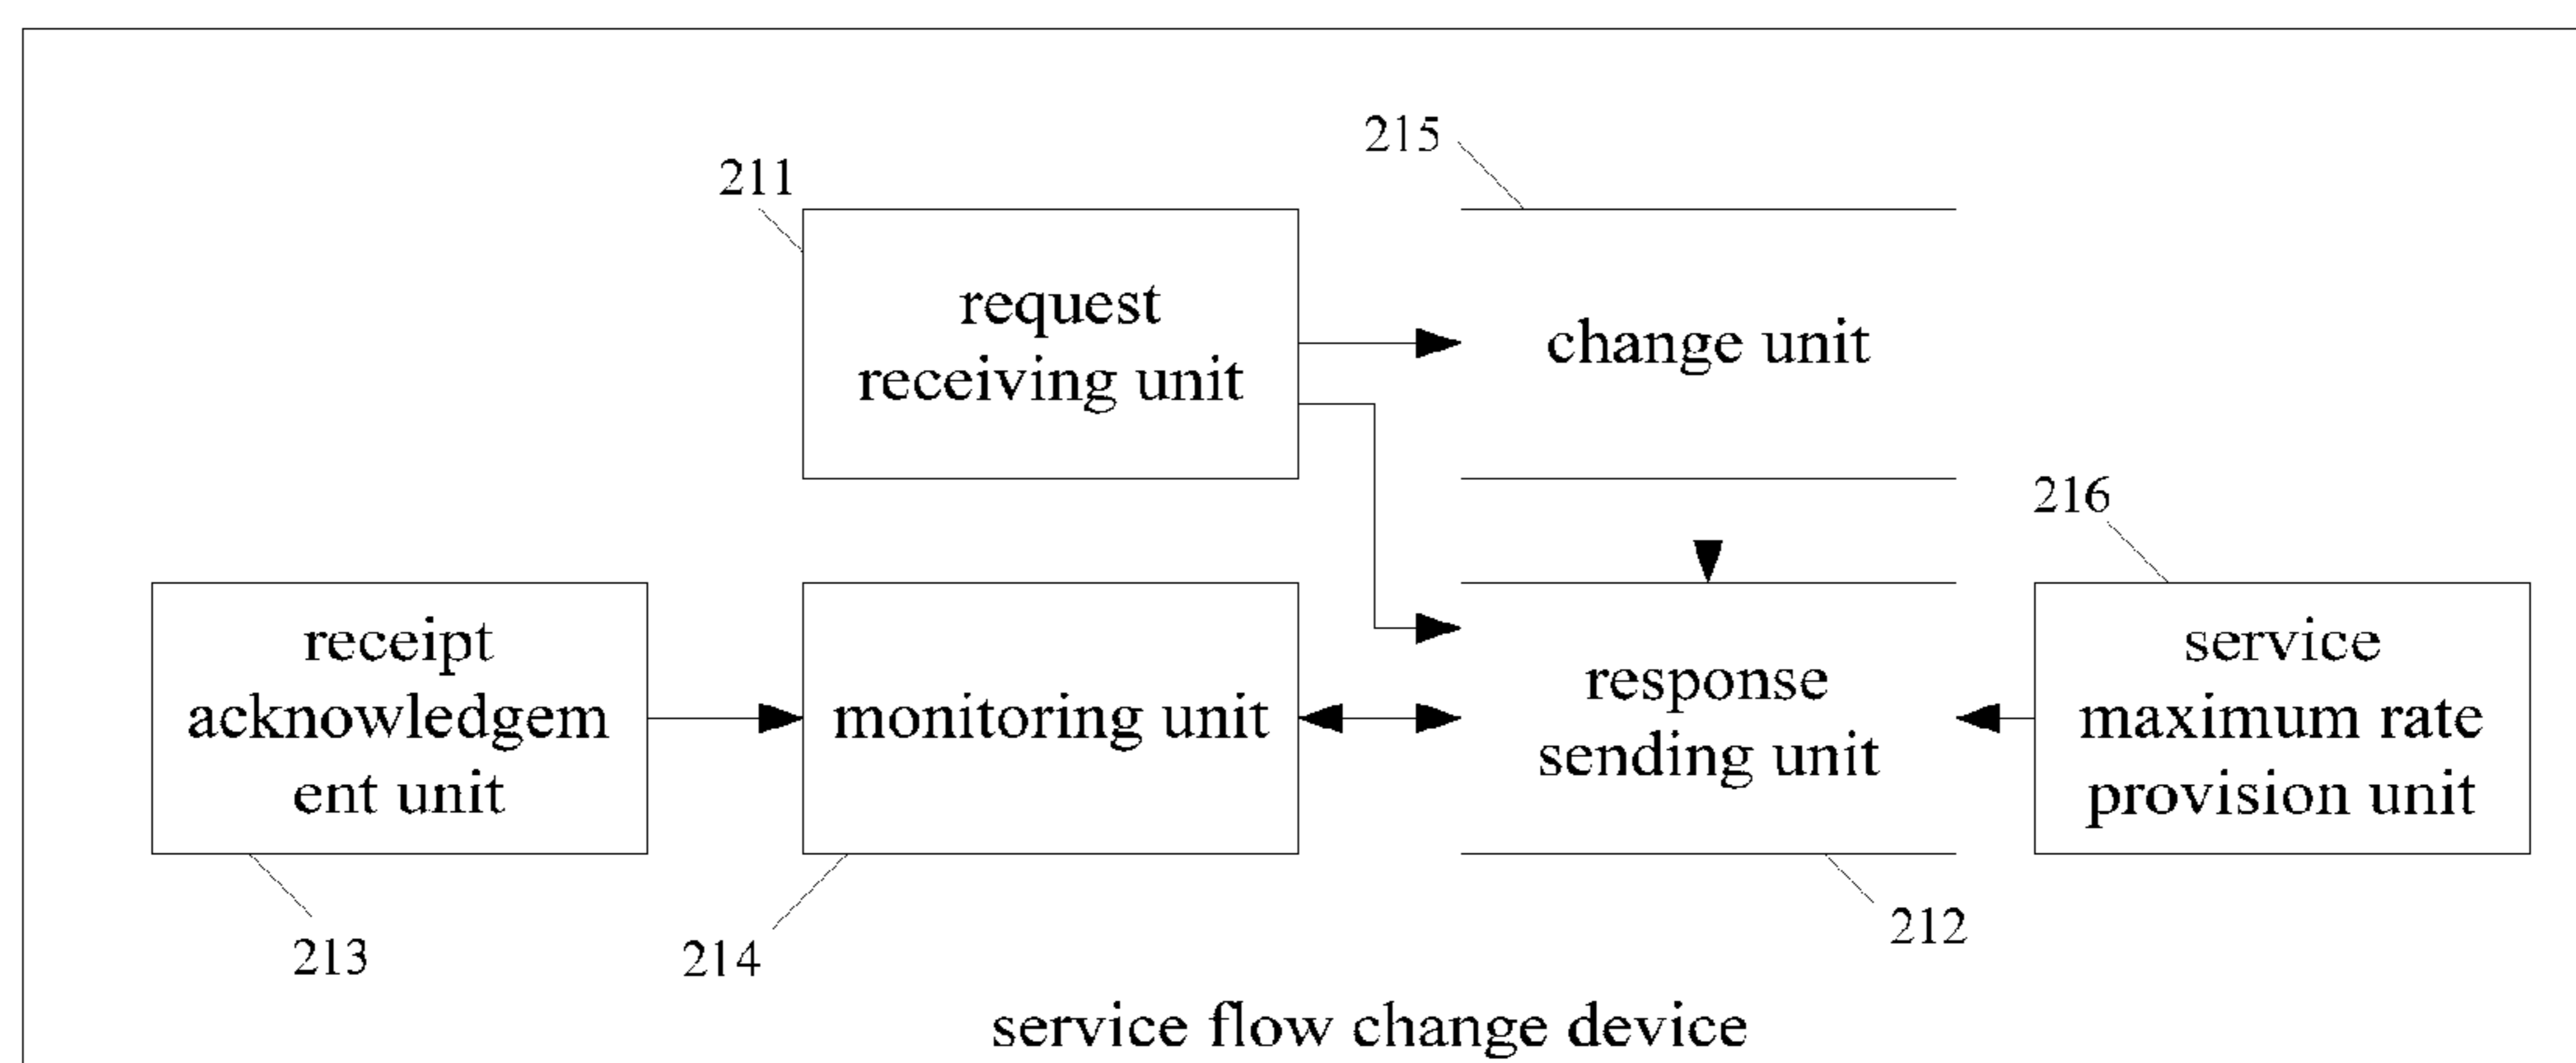 215
211
request
receiving unit
change unit
216
receipt
acknowledgem
ent unit
monitoring unit
response
sending unit
service
maximum rate
provision unit
213
214
212
service flow change device